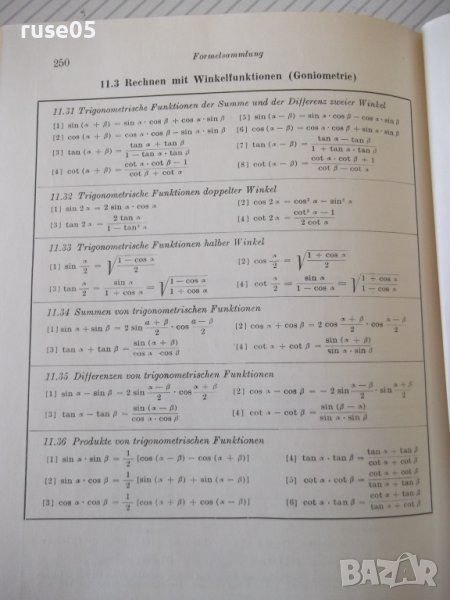 ruse05
250
Formelsammlung
11.3 Rechnen mit Winkelfunktionen (Goniometrie)
11.31 Trigonometrische Funktionen der Summe und der Differenz zweier Winkel
[1] sin (α + β) = sin α · cos β + cos α · sin β [5] sin (α − β) = sin α · cos β − cos α · sin β
[2] cos (α + β) = cos α · cos β − sin α · sin β [6] cos (α − β) = cos α · cos β + sin α · sin β
[3] tan (α + β) = (tan α + tan β)/(1 − tan α · tan β) [7] tan (α − β) = (tan α − tan β)/(1 + tan α · tan β)
[4] cot (α + β) = (cot α · cot β − 1)/(cot β + cot α) [8] cot (α − β) = (cot α · cot β + 1)/
11.32 Trigonometrische Funktionen doppelter Winkel
[1] sin 2α = 2 sin α · cos α [2] cos 2α = cos² α − sin² α
[3] tan 2α = (2 tan α)/(1 − tan² α) [4] cot 2α = (cot² α − 1)/(2 cot α)
11.33 Trigonometrische Funktionen halber Winkel
[1] sin α/2 = √((1 − cos α)/2) [2] cos α/2 = √((1 + cos α)/2)
[3] tan α/2 = sin α/(1 + cos α) = √((1 − cos α)/(1 + cos α)) [4] cot α/2 = sin α/(1 − cos α) = √((1 + cos α)/(1 − cos α))
11.34 Summen von trigonometrischen Funktionen
[1] sin α + sin β = 2 sin (α + β)/2 · cos (α − β)/2 [2] cos α + cos β = 2 cos (α + β)/2 · cos (α − β)/2
[3] tan α + tan β = sin (α + β)/(cos α · cos β) [4] cot α + cot β = sin (α + β)/(sin α · sin β)
11.35 Differenzen von trigonometrischen Funktionen
[1] sin α − sin β = 2 sin (α − β)/2 · cos (α + β)/2 [2] cos α − cos β = − 2 sin (α − β)/2 · sin (α + β)/2
[3] tan α − tan β = sin (α − β)/(cos α · cos β) [4] cot α − cot β = sin (β − α)/(sin α · sin β)
11.36 Produkte von trigonometrischen Funktionen
[1] sin α · sin β = 1/2 [cos (α − β) − cos (α + β)] [4] tan α · tan β = (tan α + tan β)/(cot α + cot β)
[2] sin α · cos β = 1/2 [sin (α + β) + sin (α − β)] [5] cot α · cot β = (cot α + cot β)/(tan α + tan β)
[3] cos α · cos β = 1/2 [cos (α + β) + cos (α − β)] [6] cot α · tan β = (cot α + tan β)/
BAZAR.BG